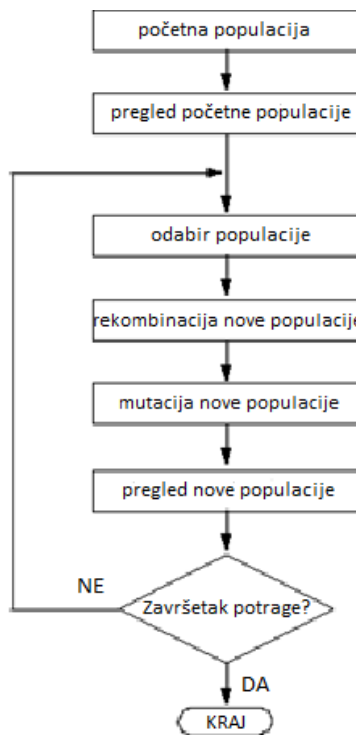 početna populacija
pregled početne populacije
odabir populacije
rekombinacija nove populacije
mutacija nove populacije
pregled nove populacije
Završetak potrage?
NE
DA
KRAJ